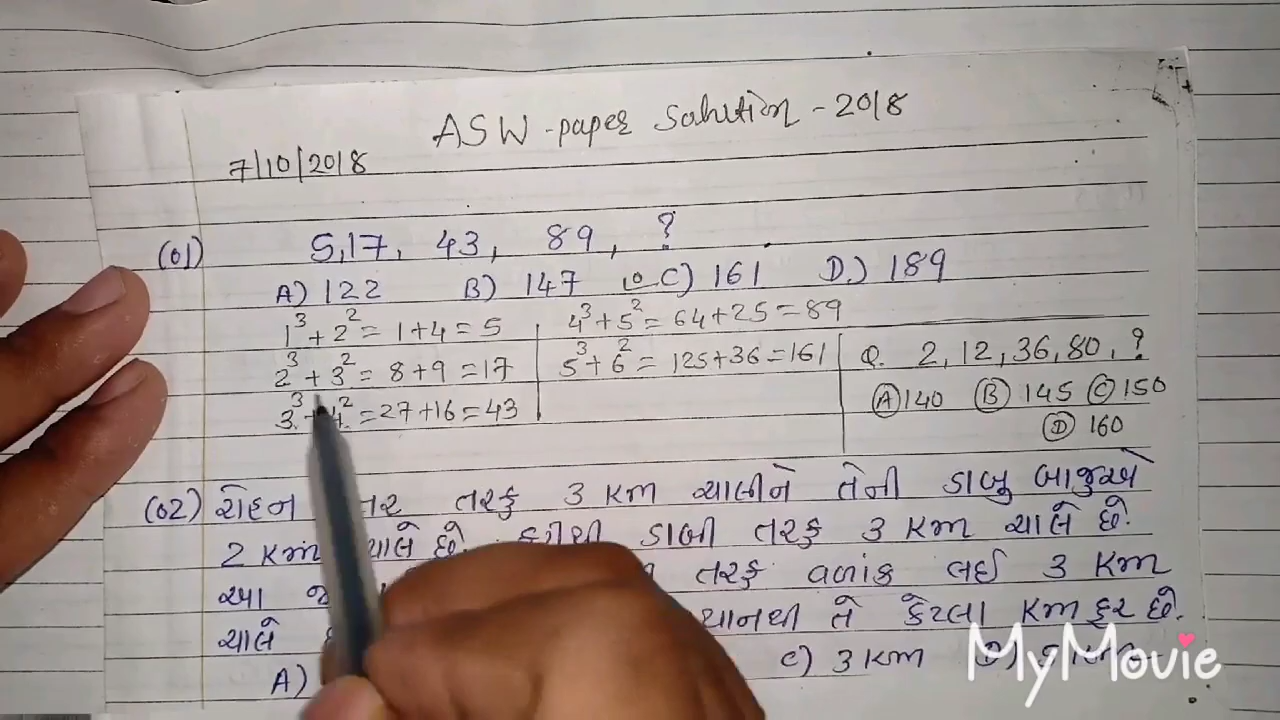 ASW-paper Solution-2018
7/10/2018
(01) 5,17, 43, 89, ?
A) 122 B) 147 C) 161 D.) 189
1³+2²=1+4=5 4³+5²=64+25=89
2³+3²=8+9=17 5³+6²=125+36=161 Q. 2,12,36,80,?
3³+4²=27+16=43 Ⓐ140 Ⓑ 145 Ⓒ 150
Ⓓ 160
(02) રોહન તરફ 3 KM ચાલીને તેની ડાબુ બાજુએ
2 KM ચાલે છે. ડાબી તરફ 3 KM ચાલે છે.
આ તરફ વળાંક લઈ 3 KM
ચાલે તે કેટલા KM દૂર છે.
A) C) 3 KM
MyMovie